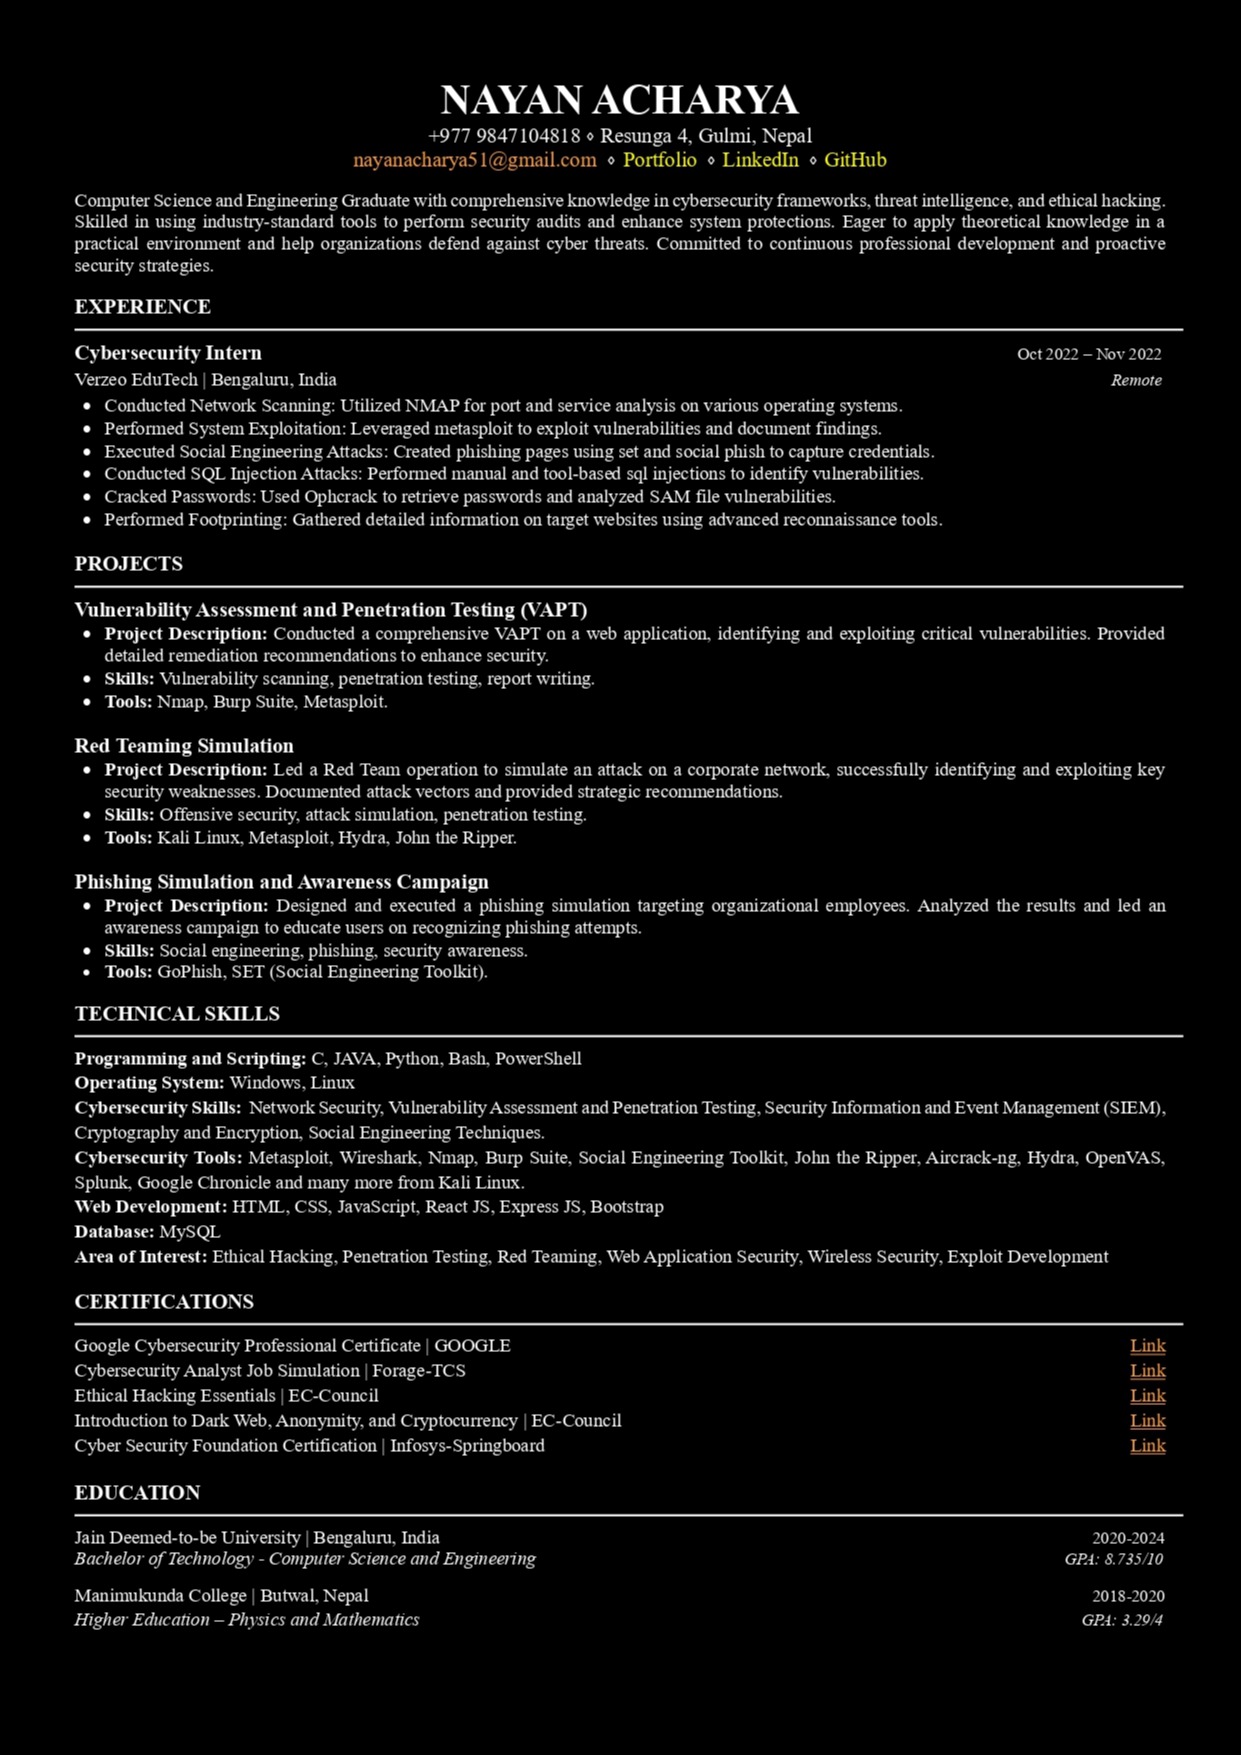 NAYAN ACHARYA
+977 9847104818 ⋄ Resunga 4, Gulmi, Nepal
nayanacharya51@gmail.com ⋄ Portfolio ⋄ LinkedIn ⋄ GitHub
Computer Science and Engineering Graduate with comprehensive knowledge in cybersecurity frameworks, threat intelligence, and ethical hacking.
Skilled in using industry-standard tools to perform security audits and enhance system protections. Eager to apply theoretical knowledge in a
practical environment and help organizations defend against cyber threats. Committed to continuous professional development and proactive
security strategies.
EXPERIENCE
Cybersecurity Intern Oct 2022 – Nov 2022
Verzeo EduTech | Bengaluru, India Remote
• Conducted Network Scanning: Utilized NMAP for port and service analysis on various operating systems.
• Performed System Exploitation: Leveraged metasploit to exploit vulnerabilities and document findings.
• Executed Social Engineering Attacks: Created phishing pages using set and social phish to capture credentials.
• Conducted SQL Injection Attacks: Performed manual and tool-based sql injections to identify vulnerabilities.
• Cracked Passwords: Used Ophcrack to retrieve passwords and analyzed SAM file vulnerabilities.
• Performed Footprinting: Gathered detailed information on target websites using advanced reconnaissance tools.
PROJECTS
Vulnerability Assessment and Penetration Testing (VAPT)
• Project Description: Conducted a comprehensive VAPT on a web application, identifying and exploiting critical vulnerabilities. Provided
detailed remediation recommendations to enhance security.
• Skills: Vulnerability scanning, penetration testing, report writing.
• Tools: Nmap, Burp Suite, Metasploit.
Red Teaming Simulation
• Project Description: Led a Red Team operation to simulate an attack on a corporate network, successfully identifying and exploiting key
security weaknesses. Documented attack vectors and provided strategic recommendations.
• Skills: Offensive security, attack simulation, penetration testing.
• Tools: Kali Linux, Metasploit, Hydra, John the Ripper.
Phishing Simulation and Awareness Campaign
• Project Description: Designed and executed a phishing simulation targeting organizational employees. Analyzed the results and led an
awareness campaign to educate users on recognizing phishing attempts.
• Skills: Social engineering, phishing, security awareness.
• Tools: GoPhish, SET (Social Engineering Toolkit).
TECHNICAL SKILLS
Programming and Scripting: C, JAVA, Python, Bash, PowerShell
Operating System: Windows, Linux
Cybersecurity Skills: Network Security, Vulnerability Assessment and Penetration Testing, Security Information and Event Management (SIEM),
Cryptography and Encryption, Social Engineering Techniques.
Cybersecurity Tools: Metasploit, Wireshark, Nmap, Burp Suite, Social Engineering Toolkit, John the Ripper, Aircrack-ng, Hydra, OpenVAS,
Splunk, Google Chronicle and many more from Kali Linux.
Web Development: HTML, CSS, JavaScript, React JS, Express JS, Bootstrap
Database: MySQL
Area of Interest: Ethical Hacking, Penetration Testing, Red Teaming, Web Application Security, Wireless Security, Exploit Development
CERTIFICATIONS
Google Cybersecurity Professional Certificate | GOOGLE Link
Cybersecurity Analyst Job Simulation | Forage-TCS Link
Ethical Hacking Essentials | EC-Council Link
Introduction to Dark Web, Anonymity, and Cryptocurrency | EC-Council Link
Cyber Security Foundation Certification | Infosys-Springboard Link
EDUCATION
Jain Deemed-to-be University | Bengaluru, India 2020-2024
Bachelor of Technology - Computer Science and Engineering GPA: 8.735/10
Manimukunda College | Butwal, Nepal 2018-2020
Higher Education – Physics and Mathematics GPA: 3.29/4